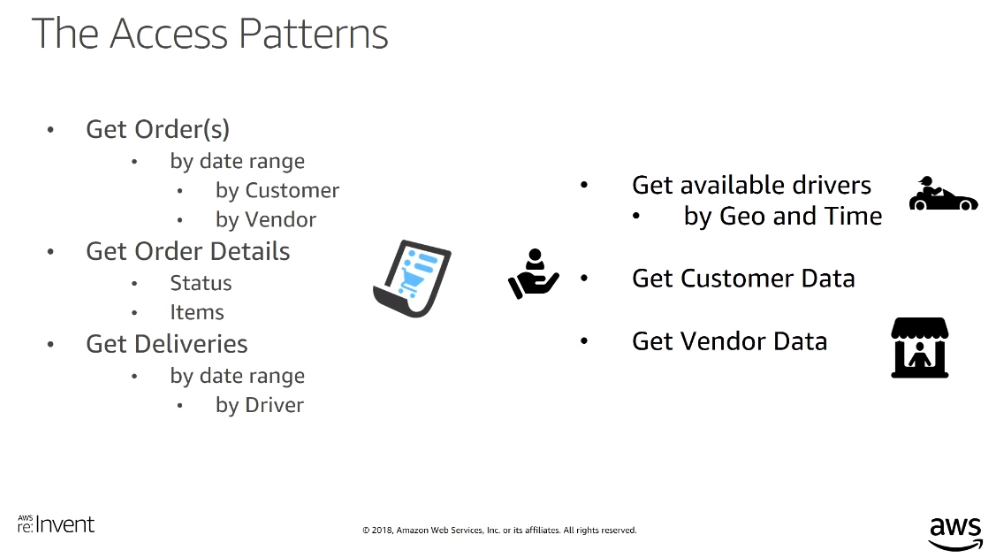 The Access Patterns
• Get Order(s)
• by date range
• by Customer
• by Vendor
• Get Order Details
• Status
• Items
• Get Deliveries
• by date range
• by Driver
• Get available drivers
• by Geo and Time
• Get Customer Data
• Get Vendor Data
AWS
re:Invent
© 2018, Amazon Web Services, Inc. or its affiliates. All rights reserved.
aws